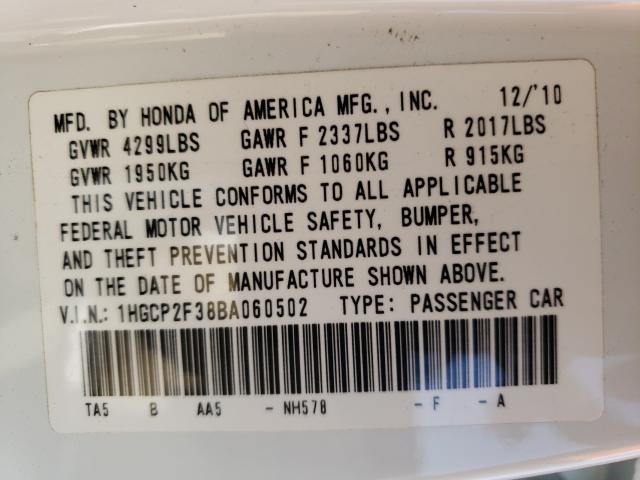 MFD. BY HONDA OF AMERICA MFG., INC. 12/'10
GVWR 4299LBS GAWR F 2337LBS R 2017LBS
GVWR 1950KG GAWR F 1060KG R 915KG
THIS VEHICLE CONFORMS TO ALL APPLICABLE
FEDERAL MOTOR VEHICLE SAFETY, BUMPER,
AND THEFT PREVENTION STANDARDS IN EFFECT
ON THE DATE OF MANUFACTURE SHOWN ABOVE.
V.I.N.: 1HGCP2F38BA060502 TYPE: PASSENGER CAR
TA5 B AA5 - NH578 - F - A